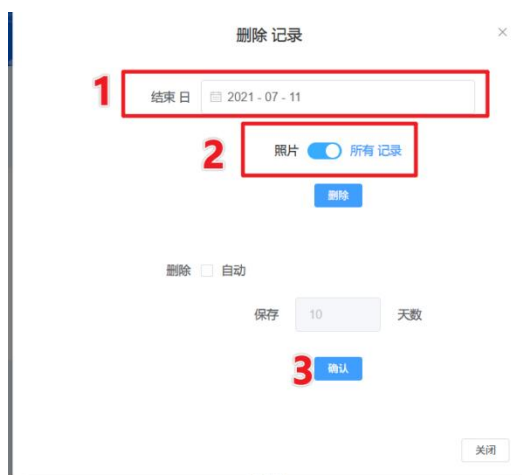 删除 记录
1 结束 日 2021 - 07 - 11
2 照片 所有 记录
删除
删除 自动
保存 10 天数
3 确认
关闭